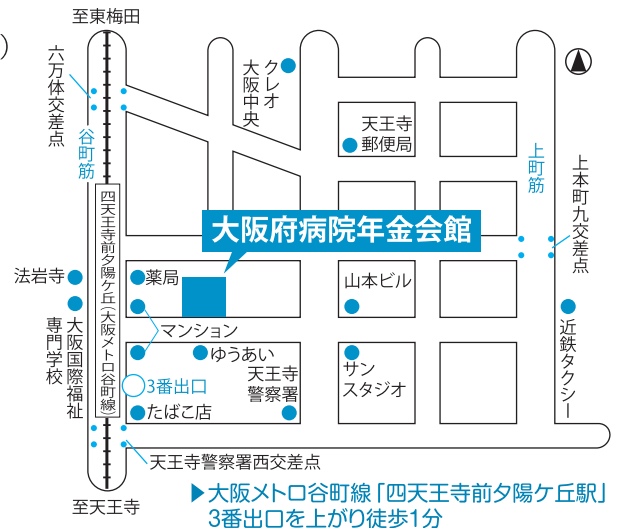 至東梅田
)
六万体交差点
谷町筋
大阪中央
クレオ
天王寺
郵便局
上町筋
上本町九交差点
大阪府病院年金会館
四天王寺前夕陽ケ丘(大阪メトロ谷町線)
法岩寺
薬局
山本ビル
大阪国際福祉
専門学校
マンション
ゆうあい
天王寺
警察署
サン
スタジオ
近鉄タクシー
3番出口
たばこ店
天王寺警察署西交差点
至天王寺
▶大阪メトロ谷町線「四天王寺前夕陽ケ丘駅」
3番出口を上がり徒歩1分